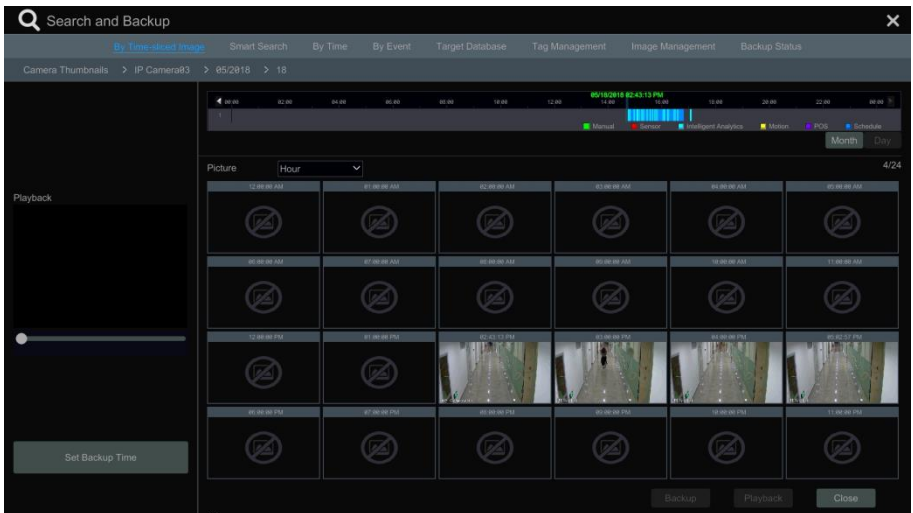 Search and Backup
By Time-sliced Image Smart Search By Time By Event Target Database Tag Management Image Management Backup Status
Camera Thumbnails > IP Camera03 > 05/2018 > 18
05/18/2018 02:43:13 PM
00:00 02:00 04:00 06:00 08:00 10:00 12:00 14:00 16:00 18:00 20:00 22:00 00:00
1
Manual Sensor Intelligent Analytics Motion POS Schedule
Month Day
Picture Hour 4/24
Playback
12:00:00 AM 01:00:00 AM 02:00:00 AM 03:00:00 AM 04:00:00 AM 05:00:00 AM
06:00:00 AM 07:00:00 AM 08:00:00 AM 09:00:00 AM 10:00:00 AM 11:00:00 AM
12:00:00 PM 01:00:00 PM 02:43:13 PM 03:00:00 PM 04:00:00 PM 05:02:57 PM
06:00:00 PM 07:00:00 PM 08:00:00 PM 09:00:00 PM 10:00:00 PM 11:00:00 PM
Set Backup Time
Backup Playback Close